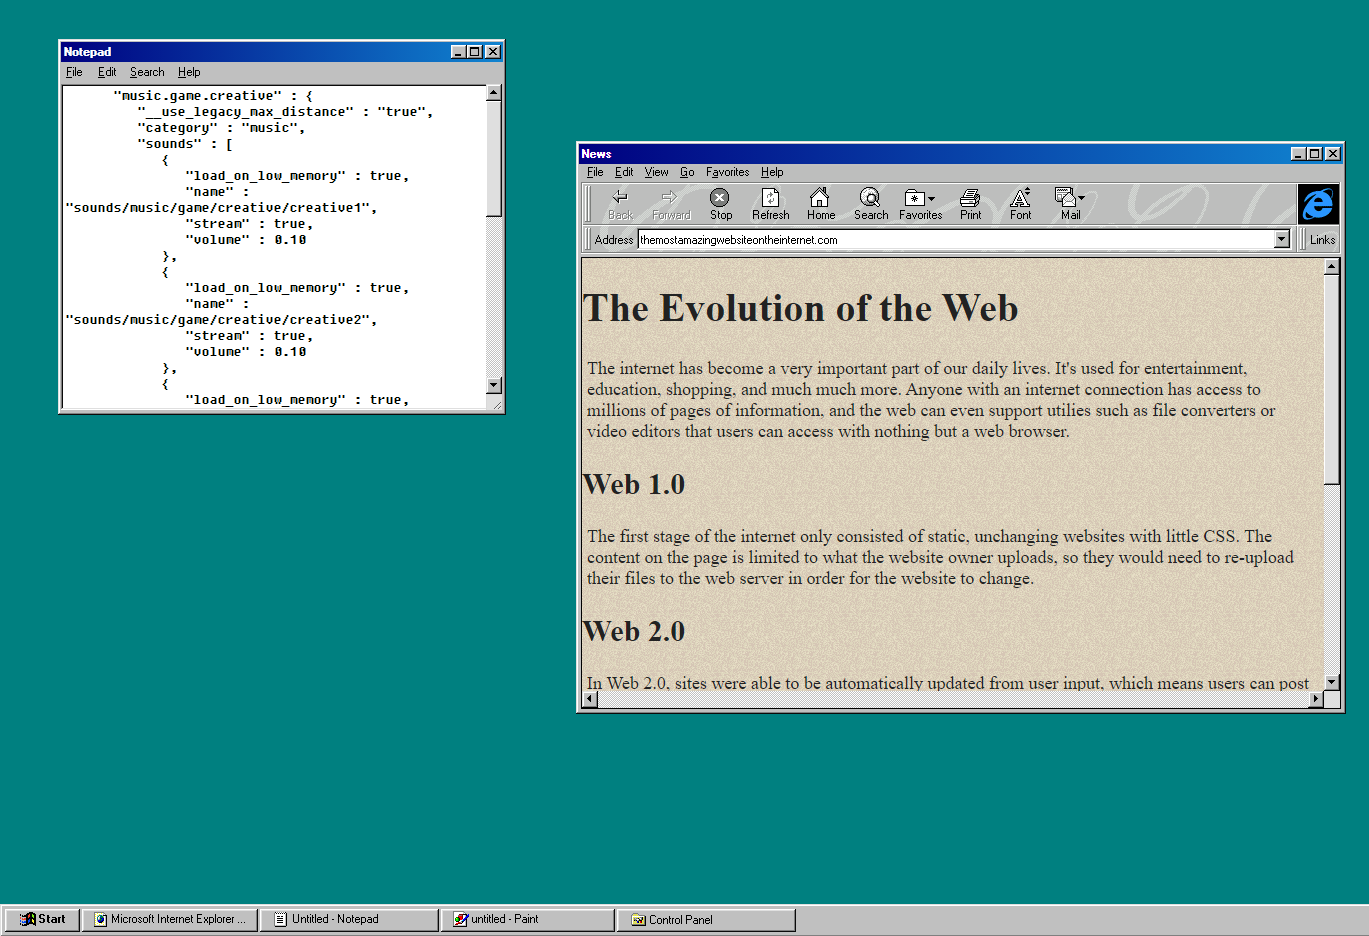 Notepad
File Edit Search Help
"music.game.creative" : {
"__use_legacy_max_distance" : "true",
"category" : "music",
"sounds" : [
{
"load_on_low_memory" : true,
"name" :
"sounds/music/game/creative/creative1",
"stream" : true,
"volume" : 0.10
},
{
"load_on_low_memory" : true,
"name" :
"sounds/music/game/creative/creative2",
"stream" : true,
"volume" : 0.10
},
{
"load_on_low_memory" : true,
News
File Edit View Go Favorites Help
Back Forward Stop Refresh Home Search Favorites Print Font Mail
Address themostamazingwebsiteontheinternet.com Links
The Evolution of the Web
The internet has become a very important part of our daily lives. It's used for entertainment,
education, shopping, and much much more. Anyone with an internet connection has access to
millions of pages of information, and the web can even support utilies such as file converters or
video editors that users can access with nothing but a web browser.
Web 1.0
The first stage of the internet only consisted of static, unchanging websites with little CSS. The
content on the page is limited to what the website owner uploads, so they would need to re-upload
their files to the web server in order for the website to change.
Web 2.0
In Web 2.0, sites were able to be automatically updated from user input, which means users can post
Start Microsoft Internet Explorer ... Untitled - Notepad untitled - Paint Control Panel